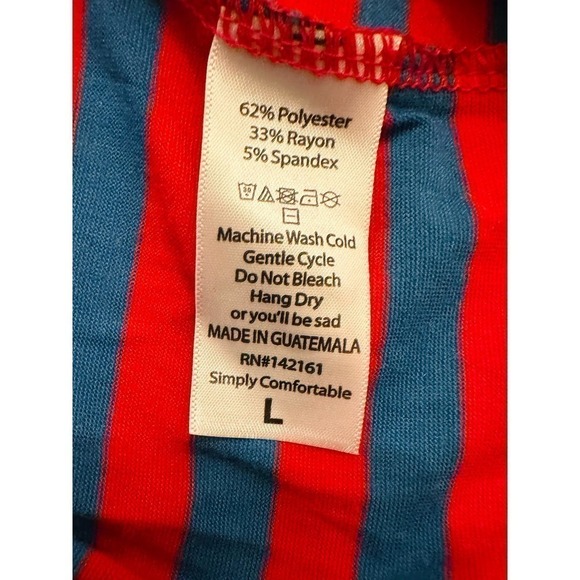 62% Polyester
33% Rayon
5% Spandex
30
Machine Wash Cold
Gentle Cycle
Do Not Bleach
Hang Dry
or you'll be sad
MADE IN GUATEMALA
RN#142161
Simply Comfortable
L